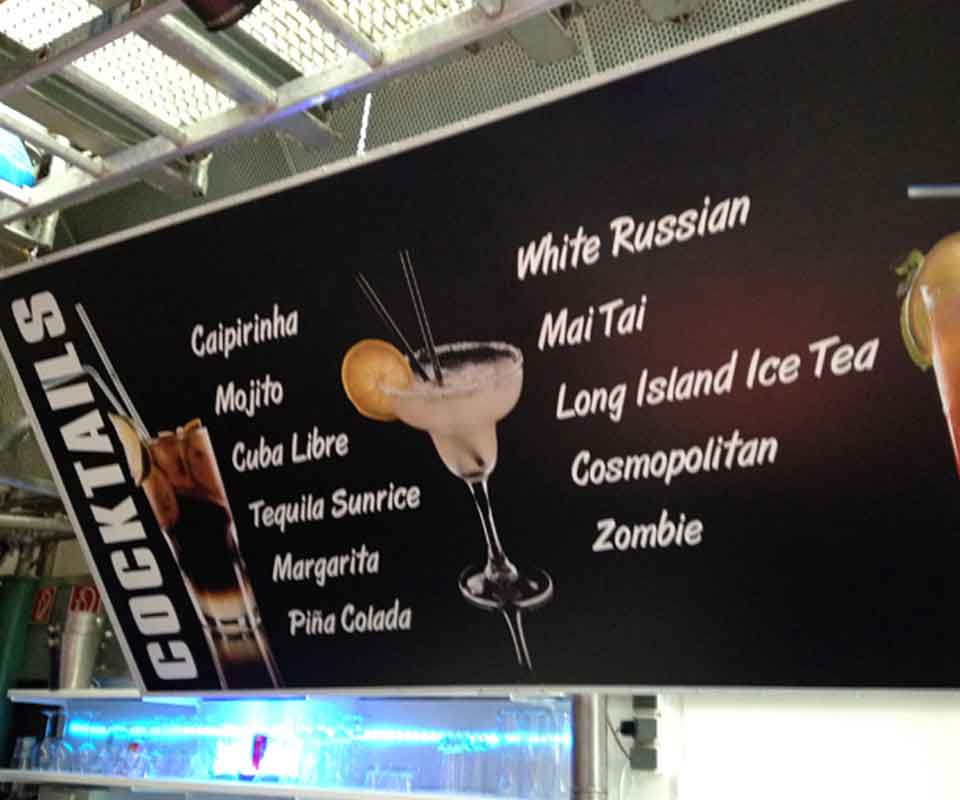 COCKTAILS
Caipirinha
Mojito
Cuba Libre
Tequila Sunrice
Margarita
Piña Colada
White Russian
Mai Tai
Long Island Ice Tea
Cosmopolitan
Zombie